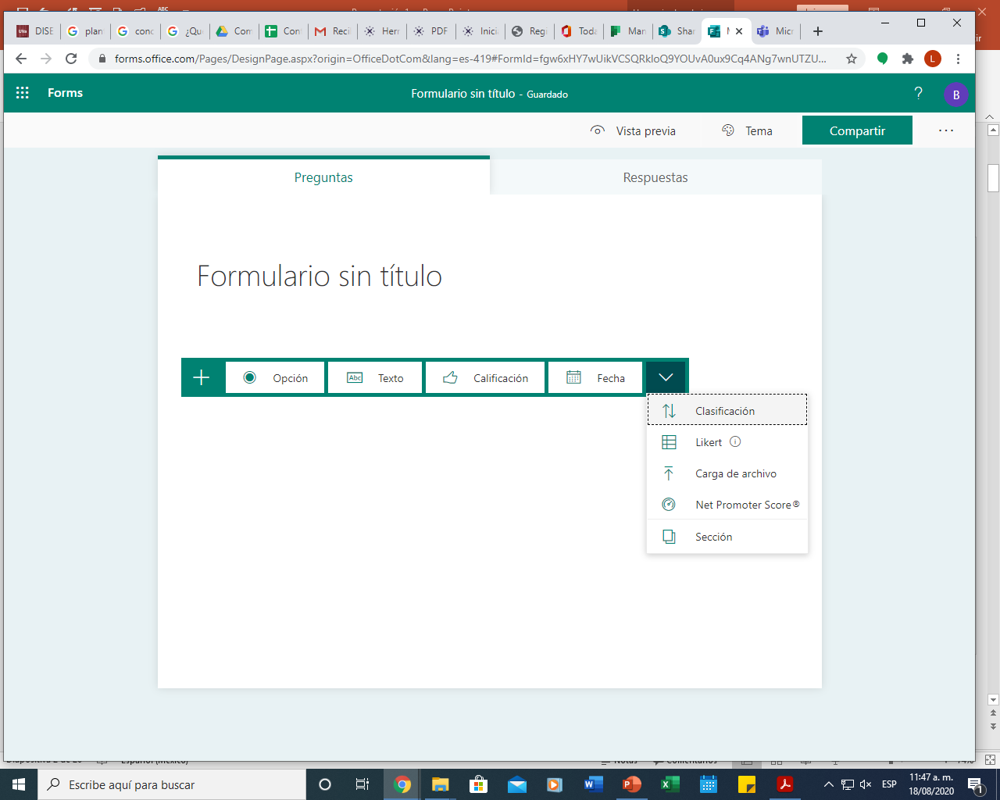 DISE
plan
conc
¿Qu
Com
Con
Reci
Herr
PDF
Inici
Regi
Toda
Man
Shar
Micr
forms.office.com/Pages/DesignPage.aspx?origin=OfficeDotCom&lang=es-419#FormId=fgw6xHY7wUikVCSQRkloQ9YOUvA0ux9Cq4ANg7wnUTZU...
L
Forms
Formulario sin título - Guardado
?
B
Vista previa
Tema
Compartir
...
Preguntas
Respuestas
Formulario sin título
Opción
Abc Texto
Calificación
Fecha
Clasificación
Likert
Carga de archivo
Net Promoter Score®
Sección
Escribe aquí para buscar
ESP
11:47 a. m.
18/08/2020
1